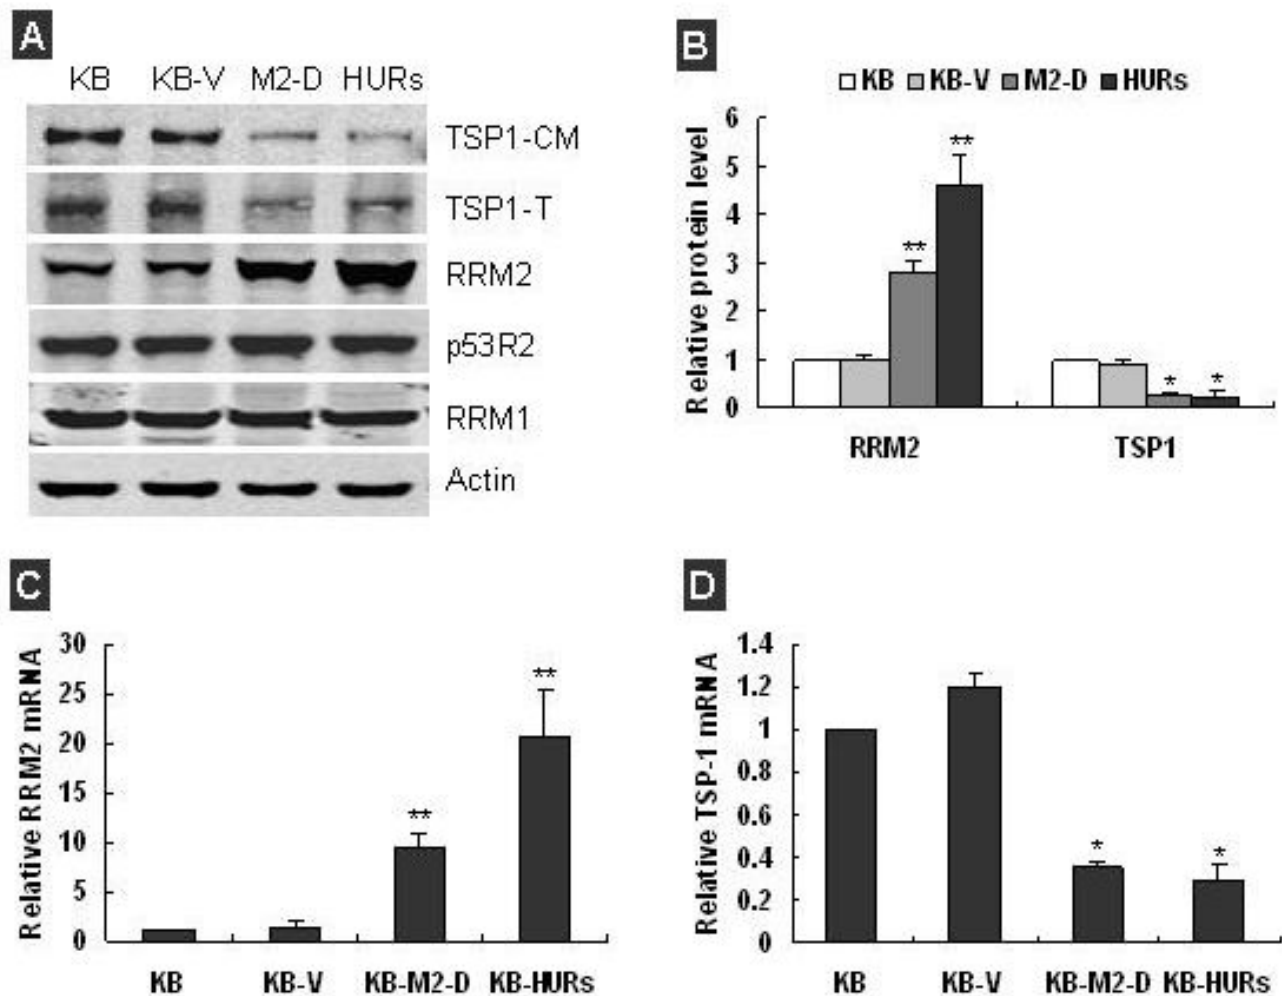 A
KB KB-V M2-D HURs
TSP1-CM
TSP1-T
RRM2
p53R2
RRM1
Actin
B
KB KB-V M2-D HURs
Relative protein level
6
5
4
3
2
1
0
** ** * *
RRM2 TSP1
C
Relative RRM2 mRNA
30
25
20
15
10
5
0
** **
KB KB-V KB-M2-D KB-HURs
D
Relative TSP-1 mRNA
1.4
1.2
1
0.8
0.6
0.4
0.2
0
* *
KB KB-V KB-M2-D KB-HURs